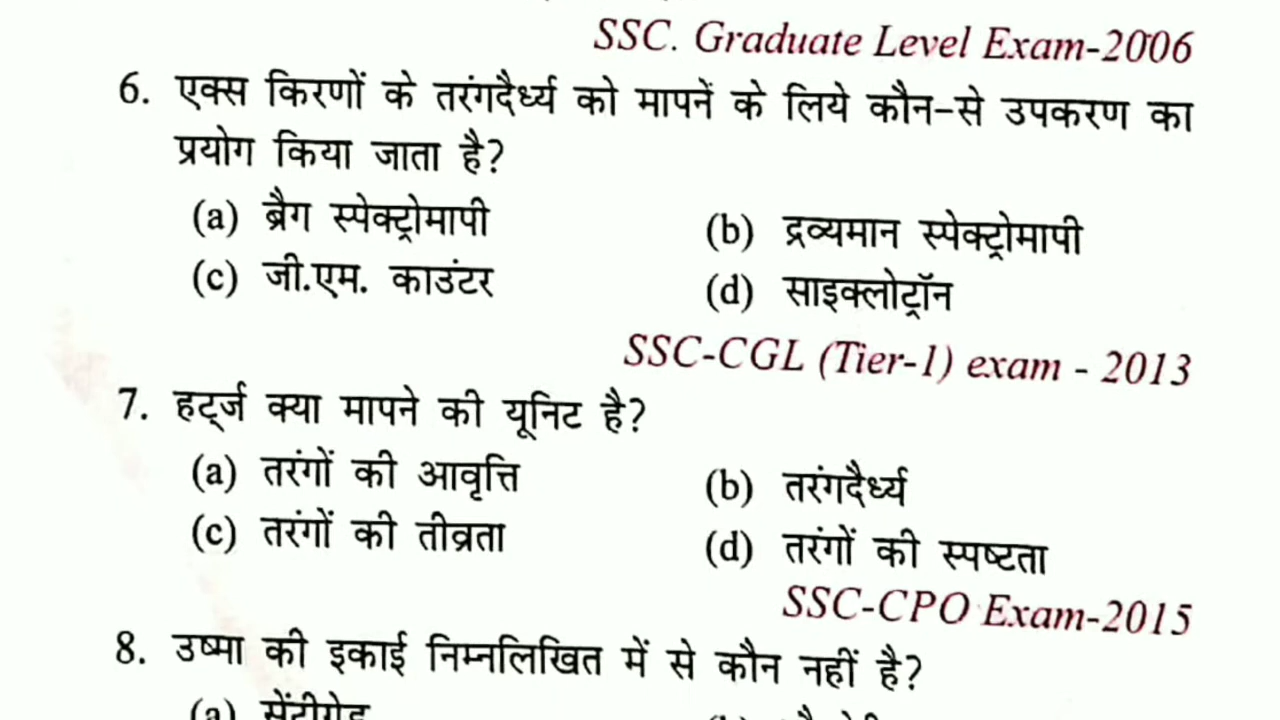 SSC. Graduate Level Exam-2006
6. एक्स किरणों के तरंगदैर्ध्य को मापनें के लिये कौन-से उपकरण का
प्रयोग किया जाता है?
(a) ब्रैग स्पेक्ट्रोमापी (b) द्रव्यमान स्पेक्ट्रोमापी
(c) जी.एम. काउंटर (d) साइक्लोट्रॉन
SSC-CGL (Tier-1) exam - 2013
7. हर्ट्ज क्या मापने की यूनिट है?
(a) तरंगों की आवृत्ति (b) तरंगदैर्ध्य
(c) तरंगों की तीव्रता (d) तरंगों की स्पष्टता
SSC-CPO Exam-2015
8. उष्मा की इकाई निम्नलिखित में से कौन नहीं है?
(a) सेंटीग्रेड